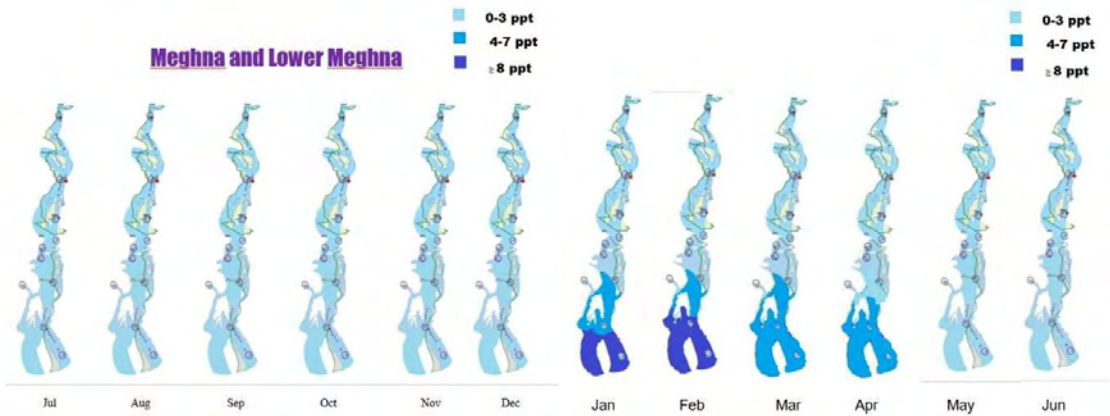 0-3 ppt
4-7 ppt
≥ 8 ppt
Meghna and Lower Meghna
0-3 ppt
4-7 ppt
≥ 8 ppt
Jul Aug Sep Oct Nov Dec Jan Feb Mar Apr May Jun